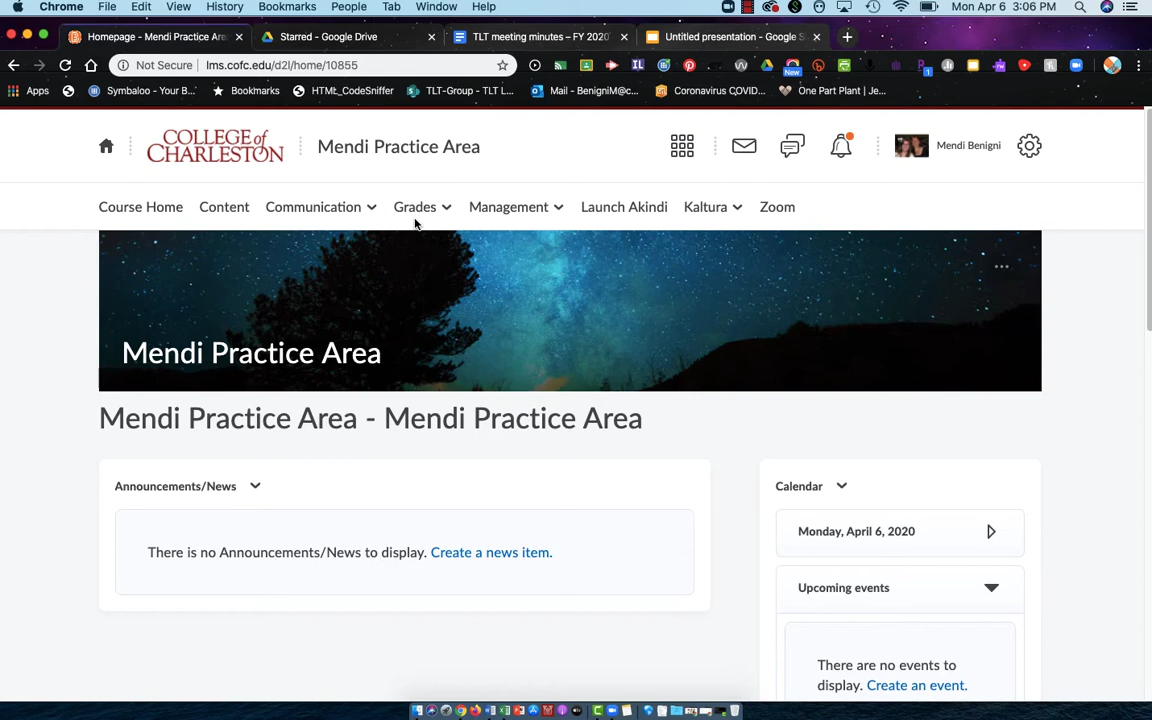 Chrome File Edit View History Bookmarks People Tab Window Help Mon Apr 6 3:06 PM
Homepage - Mendi Practice Are Starred - Google Drive TLT meeting minutes – FY 2020 Untitled presentation - Google S
Not Secure lms.cofc.edu/d2l/home/10855 New 1
Apps Symbaloo - Your B... Bookmarks HTML_CodeSniffer TLT-Group - TLT L... Mail - BenigniM@c... Coronavirus COVID... One Part Plant | Je...
COLLEGE of CHARLESTON Mendi Practice Area Mendi Benigni
Course Home Content Communication Grades Management Launch Akindi Kaltura Zoom
Mendi Practice Area
Mendi Practice Area - Mendi Practice Area
Announcements/News Calendar
There is no Announcements/News to display. Create a news item.
Monday, April 6, 2020
Upcoming events
There are no events to
display. Create an event.